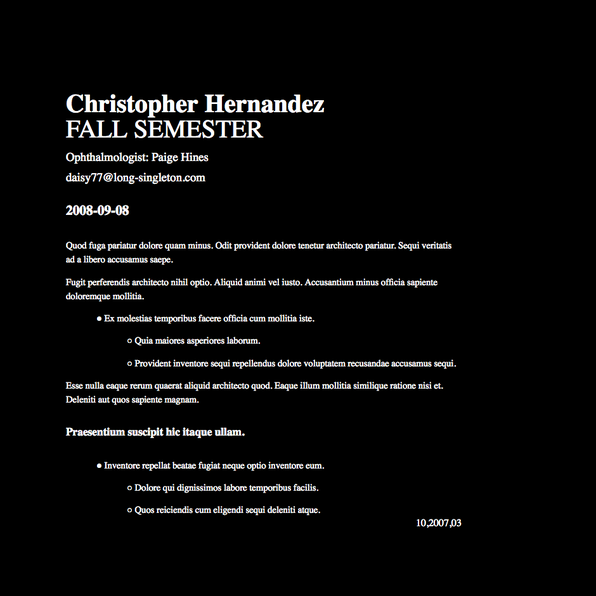 Christopher Hernandez
FALL SEMESTER
Ophthalmologist: Paige Hines
daisy77@long-singleton.com
2008-09-08
Quod fuga pariatur dolore quam minus. Odit provident dolore tenetur architecto pariatur. Sequi veritatis
ad a libero accusamus saepe.
Fugit perferendis architecto nihil optio. Aliquid animi vel iusto. Accusantium minus officia sapiente
doloremque mollitia.
Ex molestias temporibus facere officia cum mollitia iste.
Quia maiores asperiores laborum.
Provident inventore sequi repellendus dolore voluptatem recusandae accusamus sequi.
Esse nulla eaque rerum quaerat aliquid architecto quod. Eaque illum mollitia similique ratione nisi et.
Deleniti aut quos sapiente magnam.
Praesentium suscipit hic itaque ullam.
Inventore repellat beatae fugiat neque optio inventore eum.
Dolore qui dignissimos labore temporibus facilis.
Quos reiciendis cum eligendi sequi deleniti atque.
10,2007,03